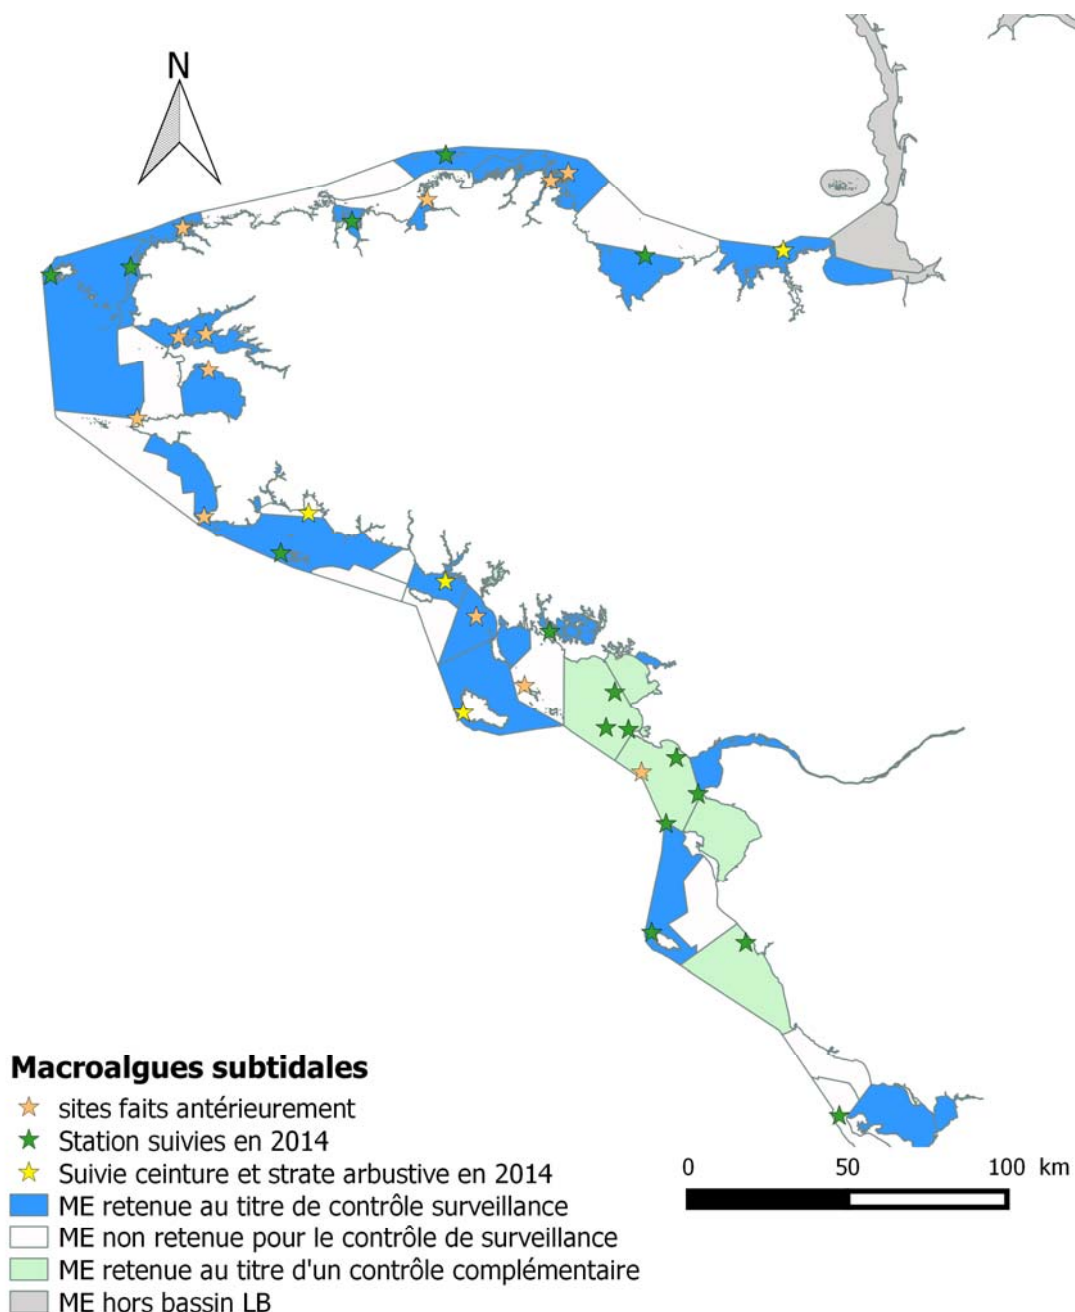 N
Macroalgues subtidales
sites faits antérieurement
Station suivies en 2014
Suivie ceinture et strate arbustive en 2014
ME retenue au titre de contrôle surveillance
ME non retenue pour le contrôle de surveillance
ME retenue au titre d'un contrôle complémentaire
ME hors bassin LB
0 50 100 km